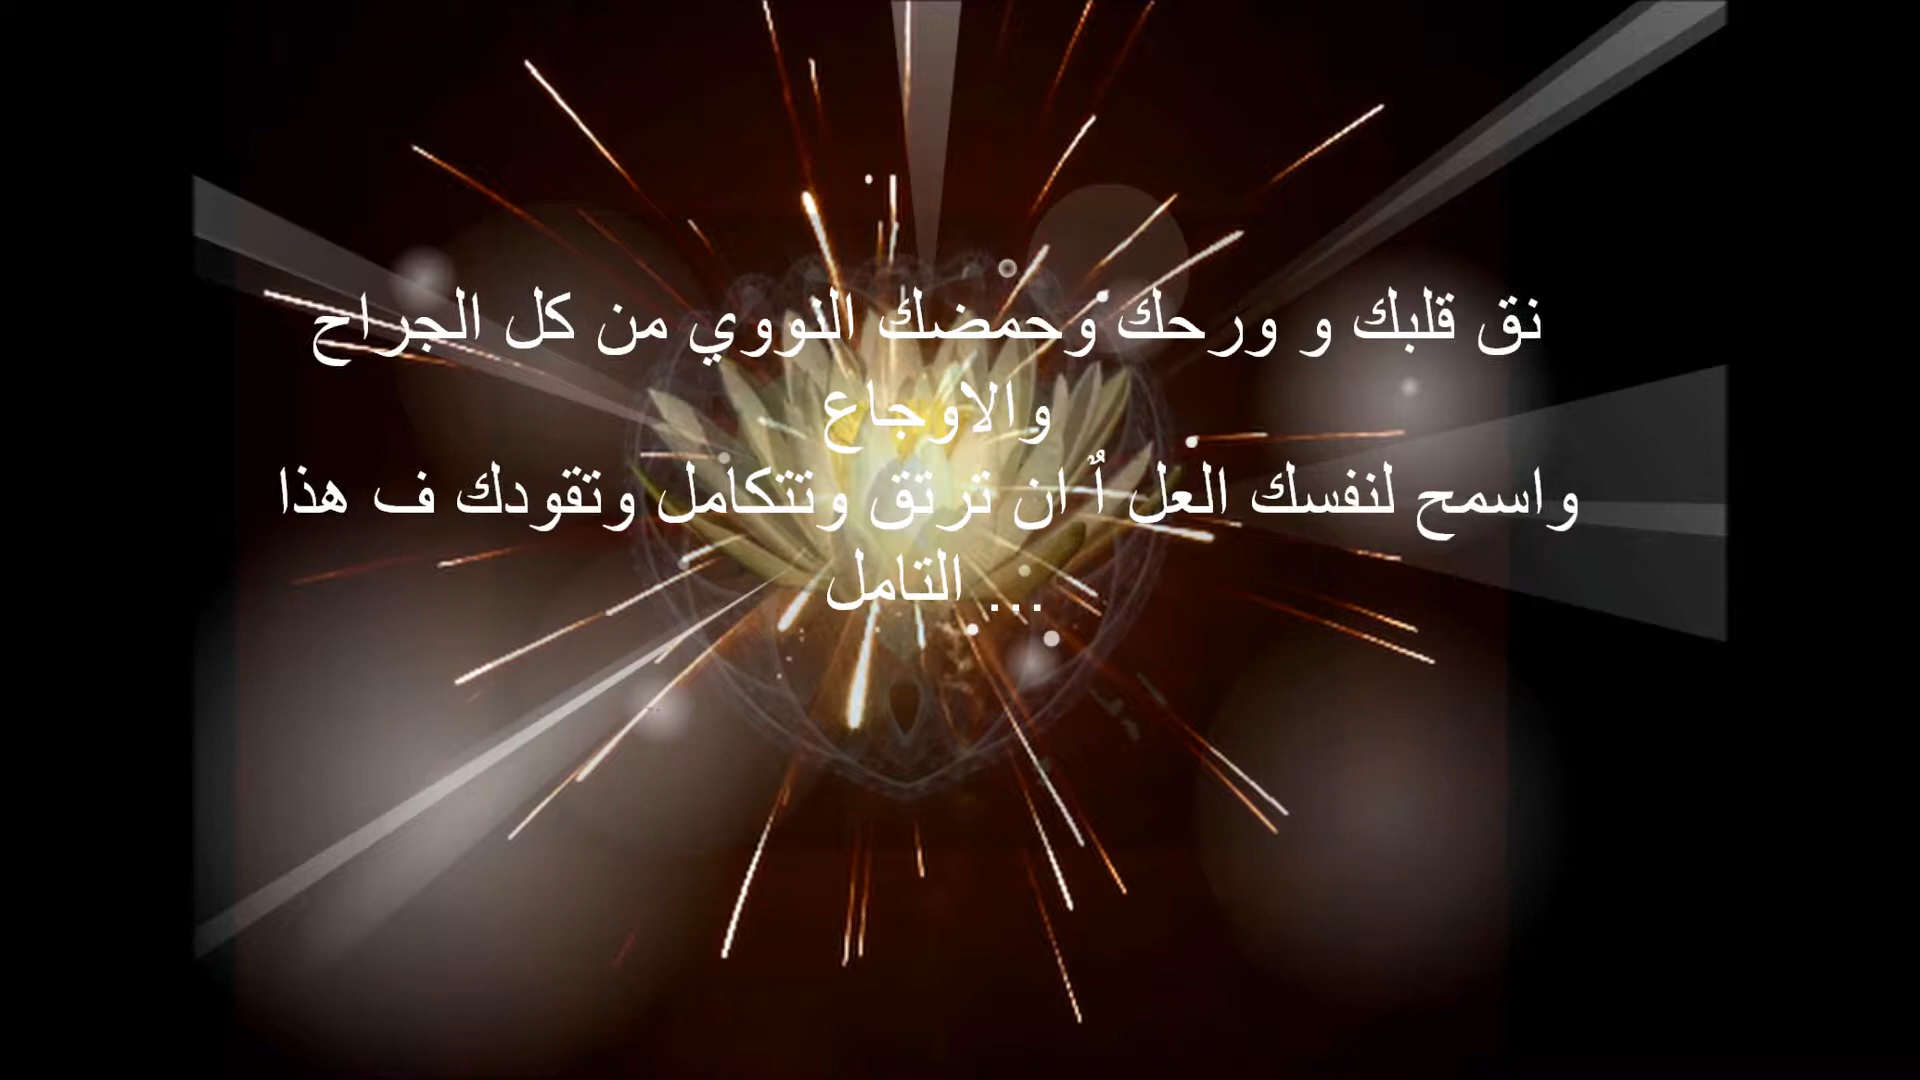 نق قلبك و ورحك وحمضك النووي من كل الجراح
والاوجاع
واسمح لنفسك العل اٌ ان ترتق وتتكامل وتقودك ف هذا
التامل ...